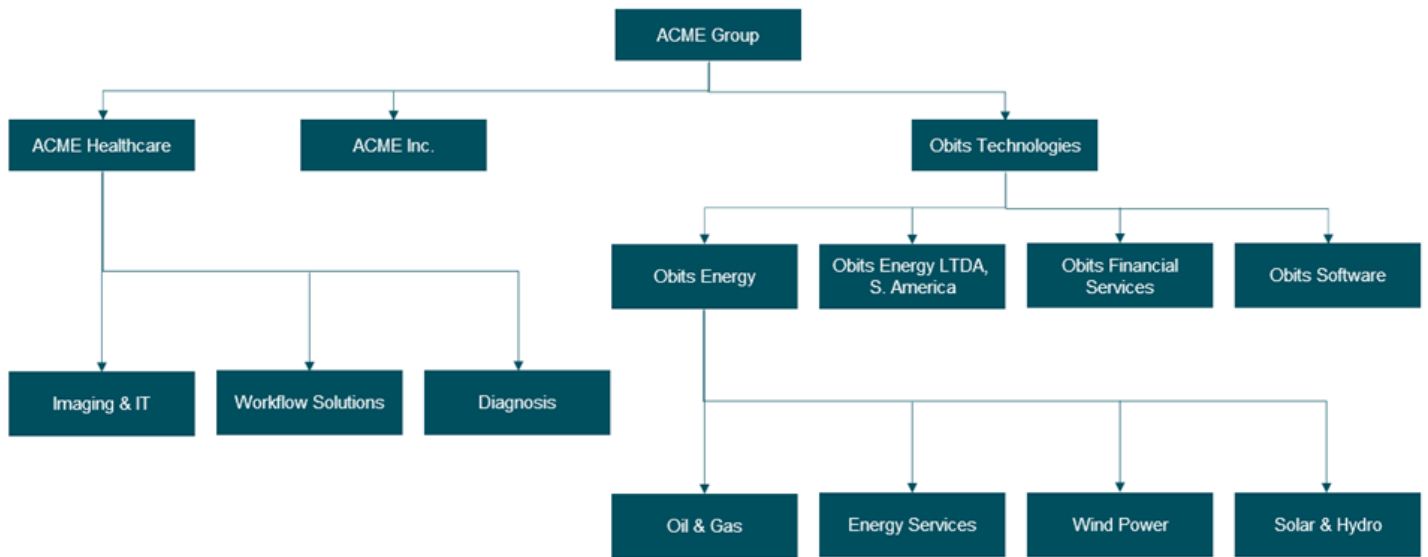 ACME Group
ACME Healthcare
ACME Inc.
Obits Technologies
Obits Energy
Obits Energy LTDA,
S. America
Obits Financial
Services
Obits Software
Imaging & IT
Workflow Solutions
Diagnosis
Oil & Gas
Energy Services
Wind Power
Solar & Hydro